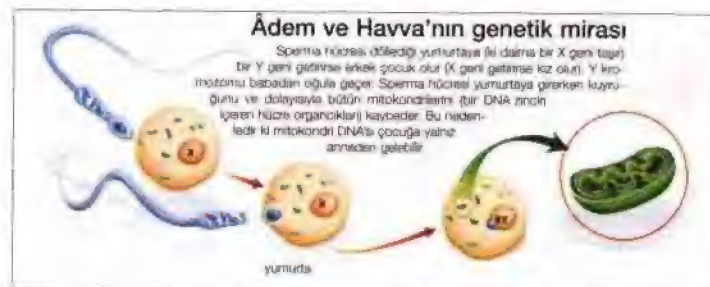 Âdem ve Havva'nın genetik mirası
Sperma hücresi döllediği yumurtaya (ki daima bir X geni taşır)
bir Y geni getirirse erkek çocuk olur (X geni getirirse kız olur). Y kro-
mozomu babadan oğula geçer. Sperma hücresi yumurtaya girerken kuyru-
ğunu ve dolayısıyla bütün mitokondrilerini (bir DNA zinciri
içeren hücre organcıkları) kaybeder. Bu neden-
ledir ki mitokondri DNA'sı çocuğa yalnız
anneden gelebilir
X
X
yumurta